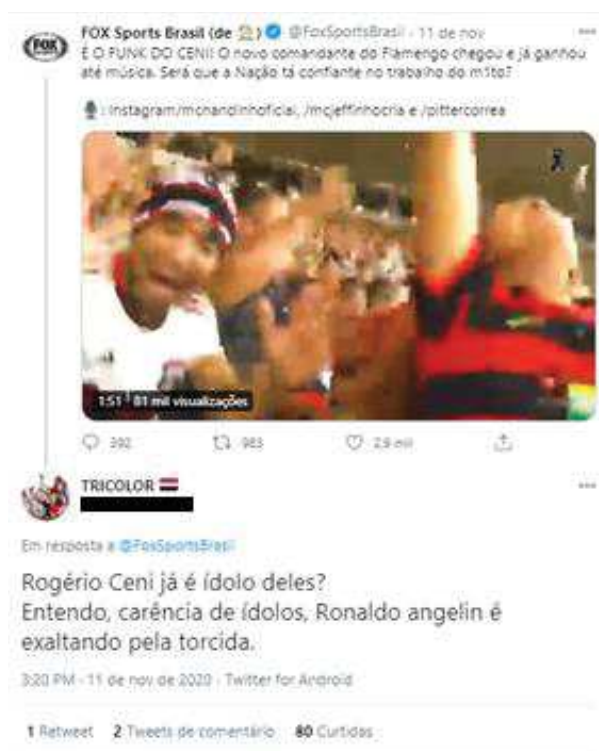 FOX Sports Brasil (de 🏠) @FoxSportsBrasil · 11 de nov
É O FUNK DO CENI! O novo comandante do Flamengo chegou e já ganhou
até música. Será que a Nação tá confiante no trabalho do m1to?
🎙: Instagram/mcnandinhoficial, /mcjeffinhocria e /pittercorrea
1:51 81 mil visualizações
392 983 2,9 mil
TRICOLOR
Em resposta a @FoxSportsBrasil
Rogério Ceni já é ídolo deles?
Entendo, carência de ídolos, Ronaldo angelin é
exaltando pela torcida.
3:20 PM · 11 de nov de 2020 · Twitter for Android
1 Retweet 2 Tweets de comentário 80 Curtidas